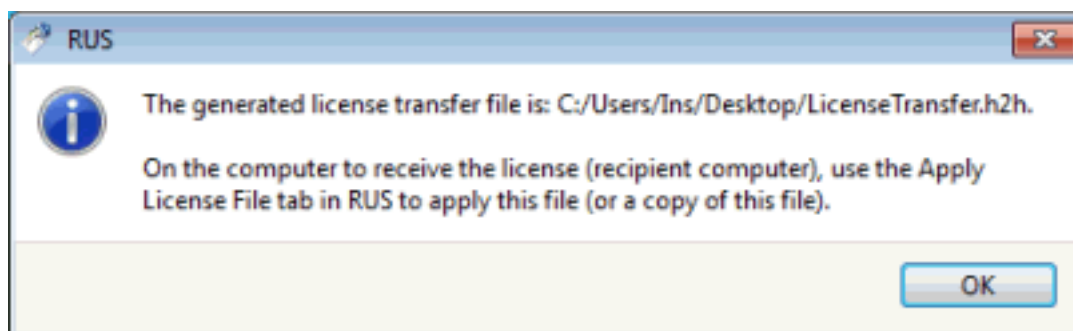 RUS
The generated license transfer file is: C:/Users/Ins/Desktop/LicenseTransfer.h2h.
On the computer to receive the license (recipient computer), use the Apply
License File tab in RUS to apply this file (or a copy of this file).
OK